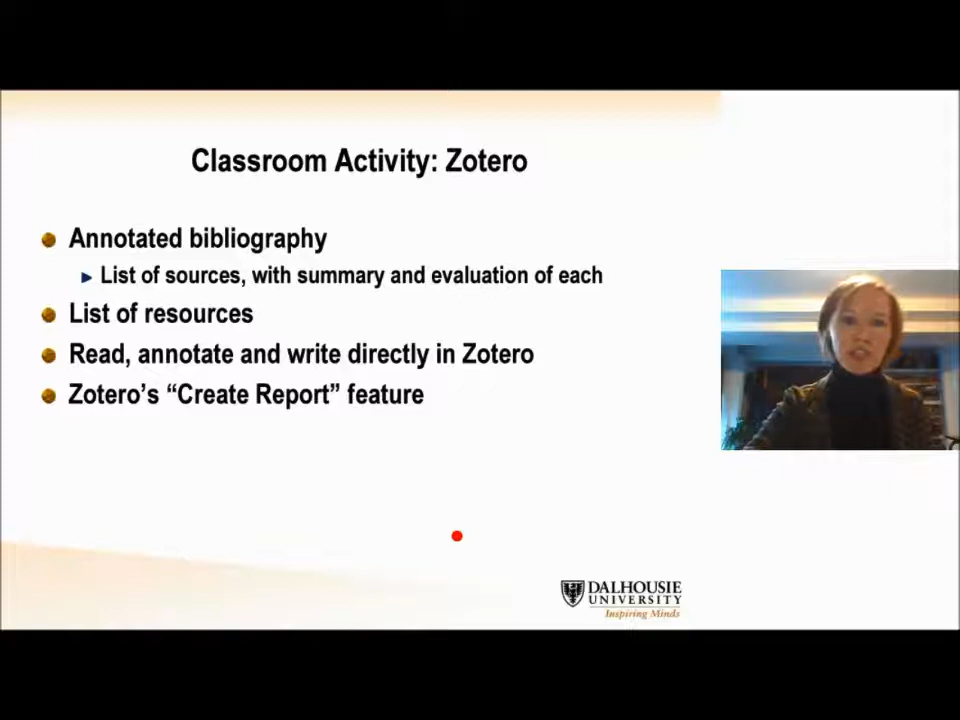 Classroom Activity: Zotero
Annotated bibliography
List of sources, with summary and evaluation of each
List of resources
Read, annotate and write directly in Zotero
Zotero’s “Create Report” feature
DALHOUSIE
UNIVERSITY
Inspiring Minds